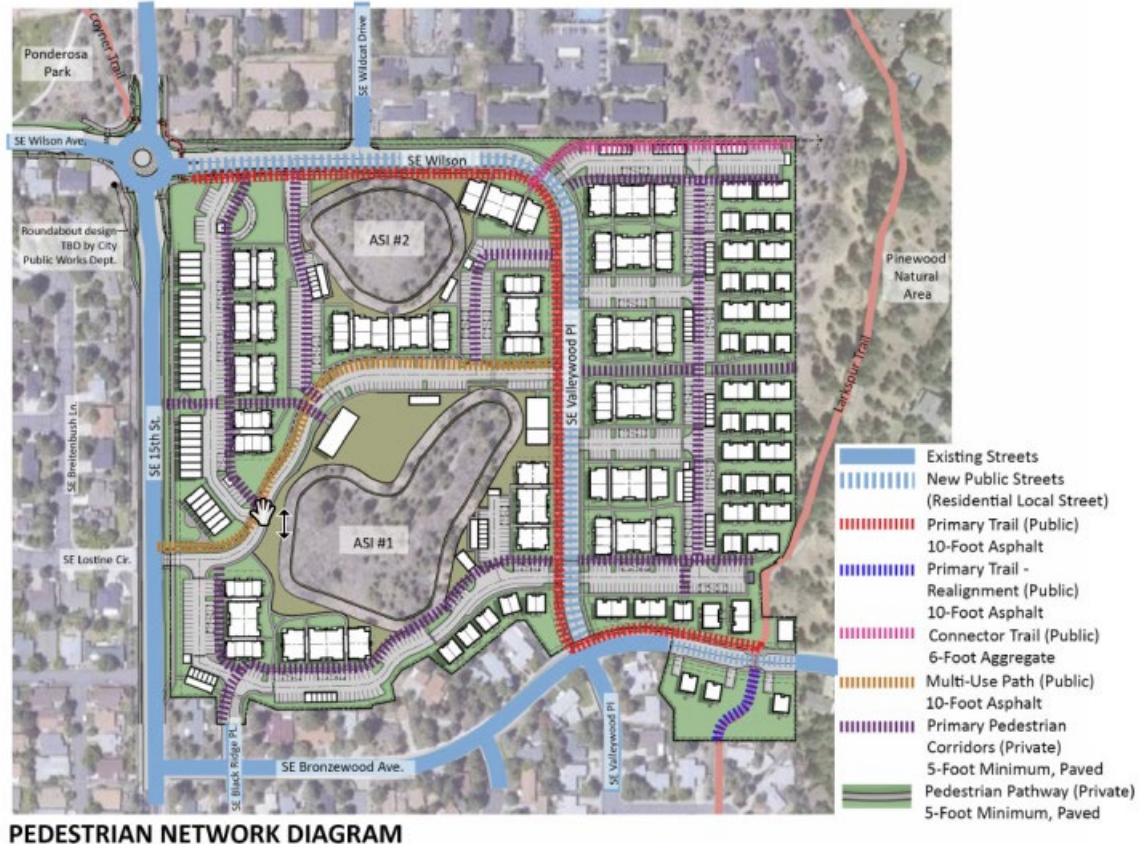 Ponderosa
Park
Coyner Trail
SE Wildcat Drive
SE Wilson Ave.
SE Wilson
Roundabout design
TBD by City
Public Works Dept.
ASI #2
Pinewood
Natural
Area
SE Valleywood Pl
Larkspur Trail
SE Breitenbush Ln.
SE 15th St.
SE Lostine Cir.
ASI #1
SE Black Ridge PL.
SE Bronzewood Ave.
SE Valleywood Pl
Existing Streets
New Public Streets
(Residential Local Street)
Primary Trail (Public)
10-Foot Asphalt
Primary Trail -
Realignment (Public)
10-Foot Asphalt
Connector Trail (Public)
6-Foot Aggregate
Multi-Use Path (Public)
10-Foot Asphalt
Primary Pedestrian
Corridors (Private)
5-Foot Minimum, Paved
Pedestrian Pathway (Private)
5-Foot Minimum, Paved
PEDESTRIAN NETWORK DIAGRAM